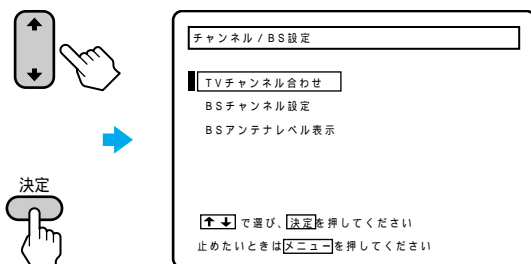 決定
チャンネル/BS設定
TVチャンネル合わせ
BSチャンネル設定
BSアンテナレベル表示
↑↓で選び、決定を押してください
止めたいときはメニューを押してください